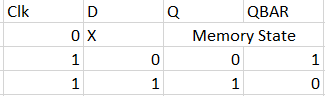 Clk D Q QBAR
0 X Memory State
1 0 0 1
1 1 1 0